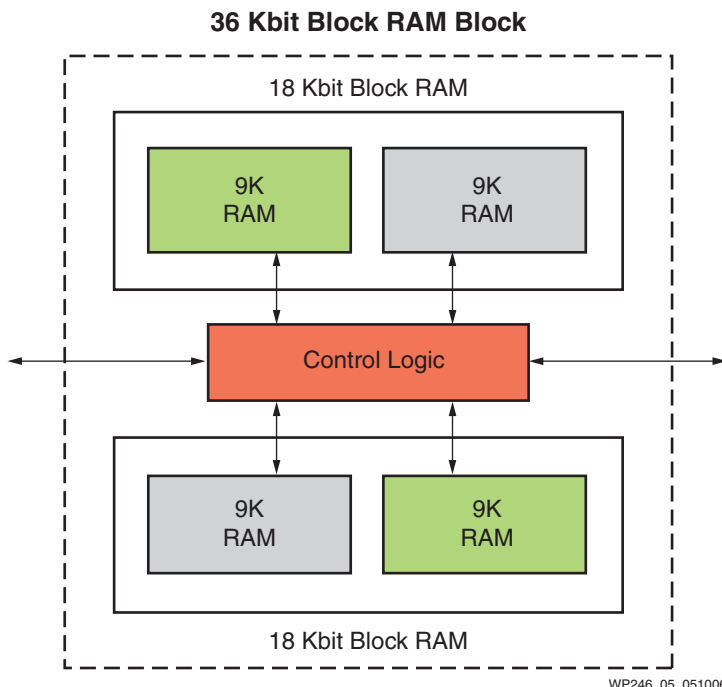 36 Kbit Block RAM Block
18 Kbit Block RAM
9K
RAM
9K
RAM
Control Logic
9K
RAM
9K
RAM
18 Kbit Block RAM
WP246_05_051006